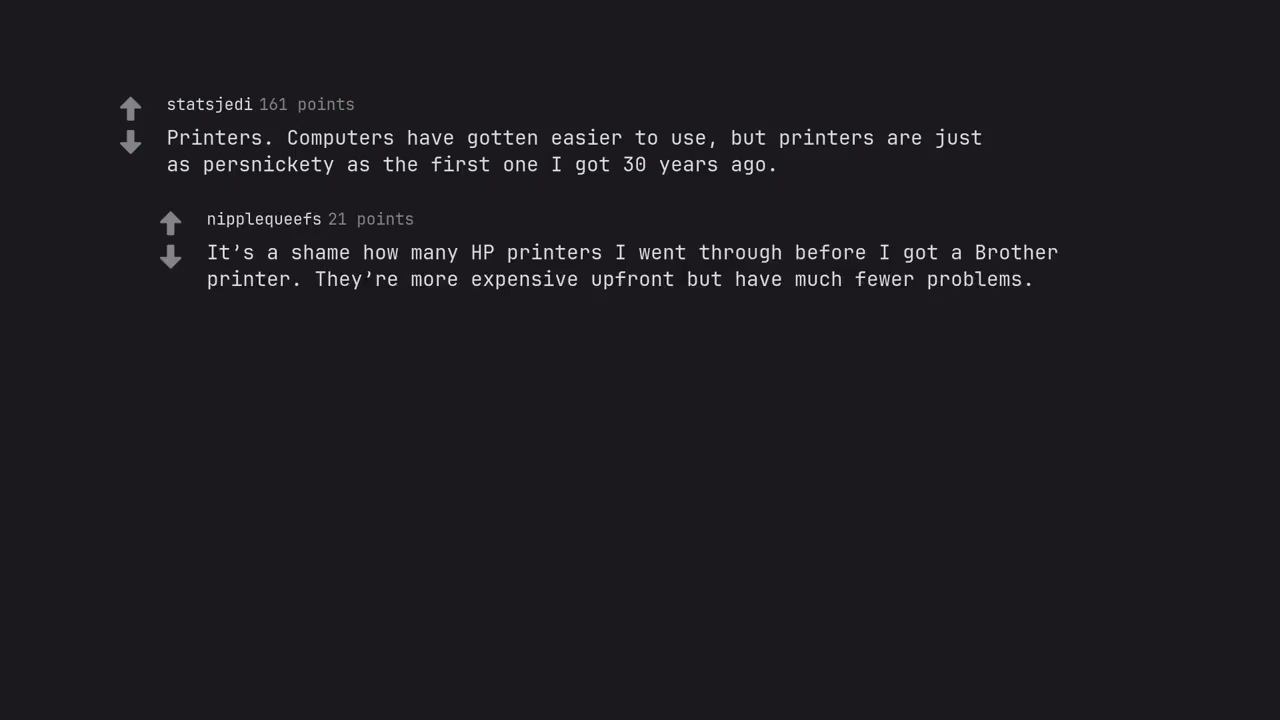 statsjedi 161 points
Printers. Computers have gotten easier to use, but printers are just
as persnickety as the first one I got 30 years ago.
nipplequeefs 21 points
It’s a shame how many HP printers I went through before I got a Brother
printer. They’re more expensive upfront but have much fewer problems.